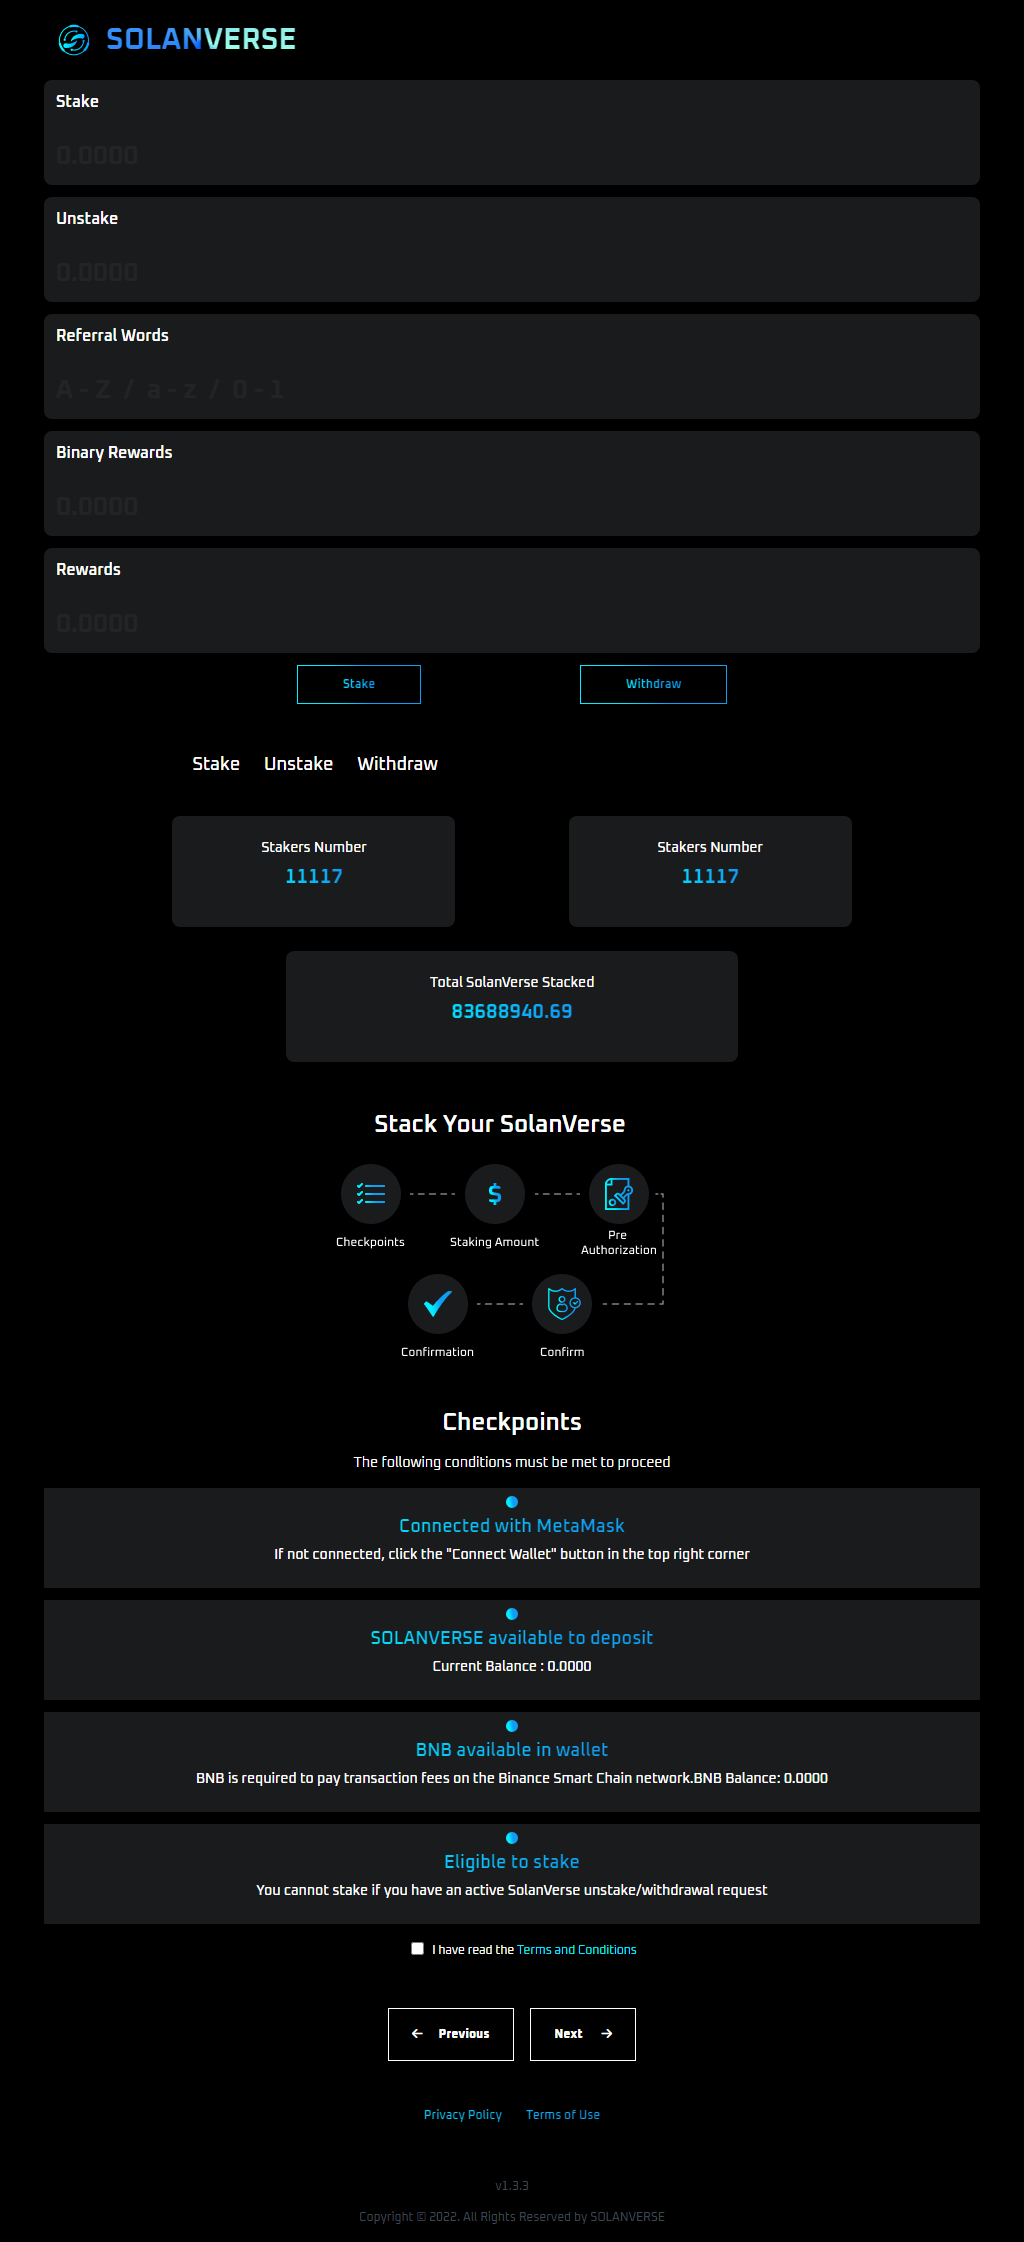 SOLANVERSE
Stake
0.0000
Unstake
0.0000
Referral Words
A - Z / a - z / 0 - 1
Binary Rewards
0.0000
Rewards
0.0000
Stake Withdraw
Stake Unstake Withdraw
Stakers Number Stakers Number
11117 11117
Total SolanVerse Stacked
83688940.69
Stack Your SolanVerse
Checkpoints Staking Amount Pre
Authorization
Confirmation Confirm
Checkpoints
The following conditions must be met to proceed
Connected with MetaMask
If not connected, click the "Connect Wallet" button in the top right corner
SOLANVERSE available to deposit
Current Balance : 0.0000
BNB available in wallet
BNB is required to pay transaction fees on the Binance Smart Chain network.BNB Balance: 0.0000
Eligible to stake
You cannot stake if you have an active SolanVerse unstake/withdrawal request
I have read the Terms and Conditions
← Previous Next →
Privacy Policy Terms of Use
v1.3.3
Copyright © 2022. All Rights Reserved by SOLANVERSE